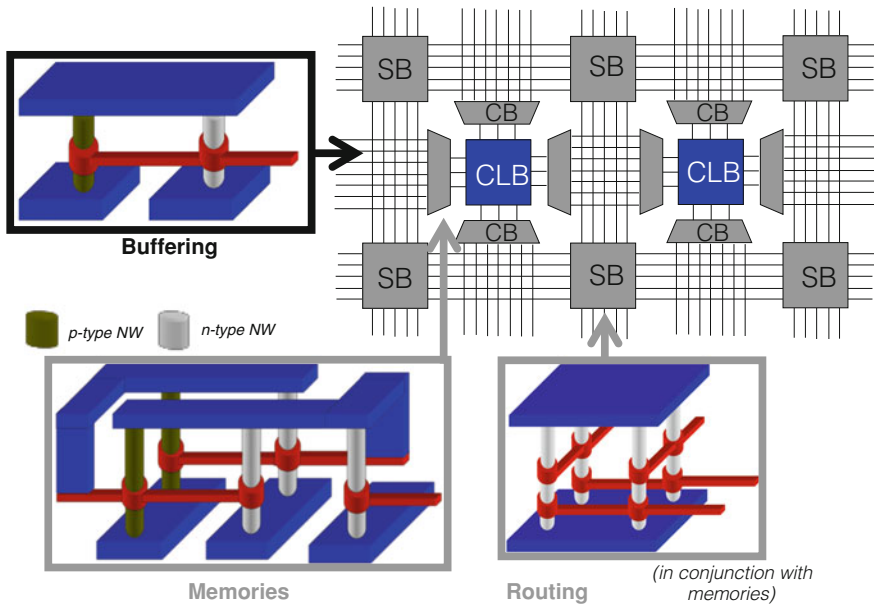 SB
SB
SB
CB
CB
CLB
CLB
CB
CB
SB
SB
SB
Buffering
p-type NW
n-type NW
Memories
Routing
(in conjunction with
memories)